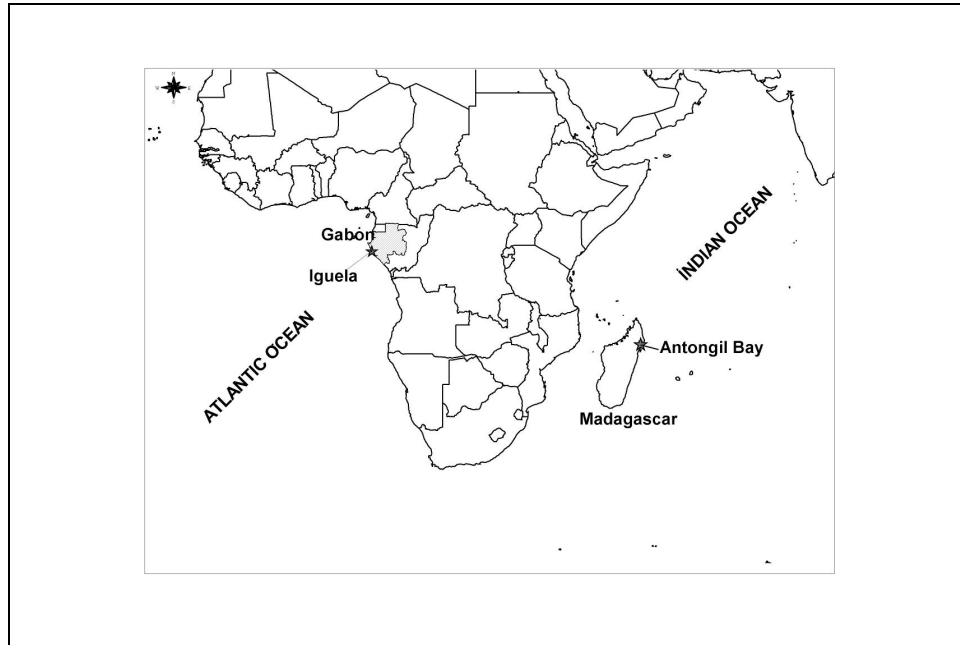 Gabon
Iguela
ATLANTIC OCEAN
INDIAN OCEAN
Antongil Bay
Madagascar